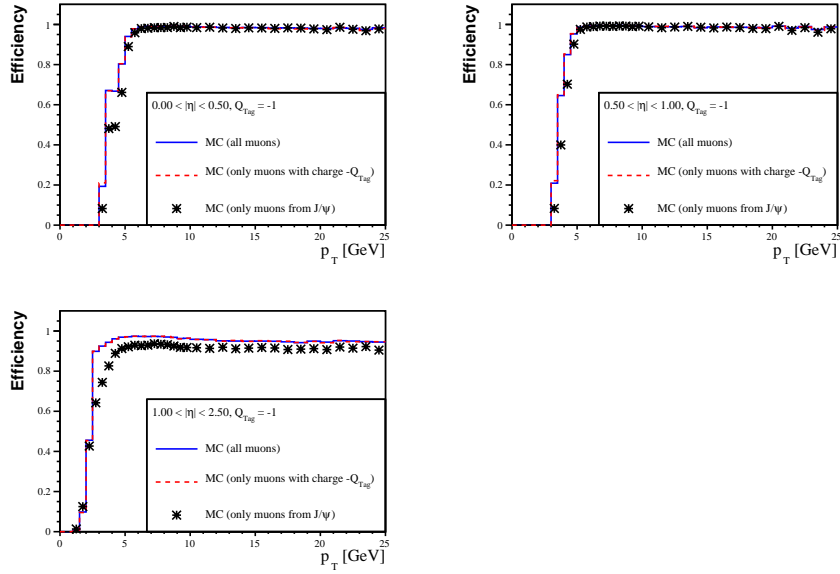 Efficiency
1
0.8
0.6
0.4
0.2
0
0.00 < |η| < 0.50, Q_Tag = -1
MC (all muons)
MC (only muons with charge -Q_Tag)
MC (only muons from J/ψ)
0 5 10 15 20 25
p_T [GeV]
Efficiency
1
0.8
0.6
0.4
0.2
0
0.50 < |η| < 1.00, Q_Tag = -1
MC (all muons)
MC (only muons with charge -Q_Tag)
MC (only muons from J/ψ)
0 5 10 15 20 25
p_T [GeV]
Efficiency
1
0.8
0.6
0.4
0.2
0
1.00 < |η| < 2.50, Q_Tag = -1
MC (all muons)
MC (only muons with charge -Q_Tag)
MC (only muons from J/ψ)
0 5 10 15 20 25
p_T [GeV]